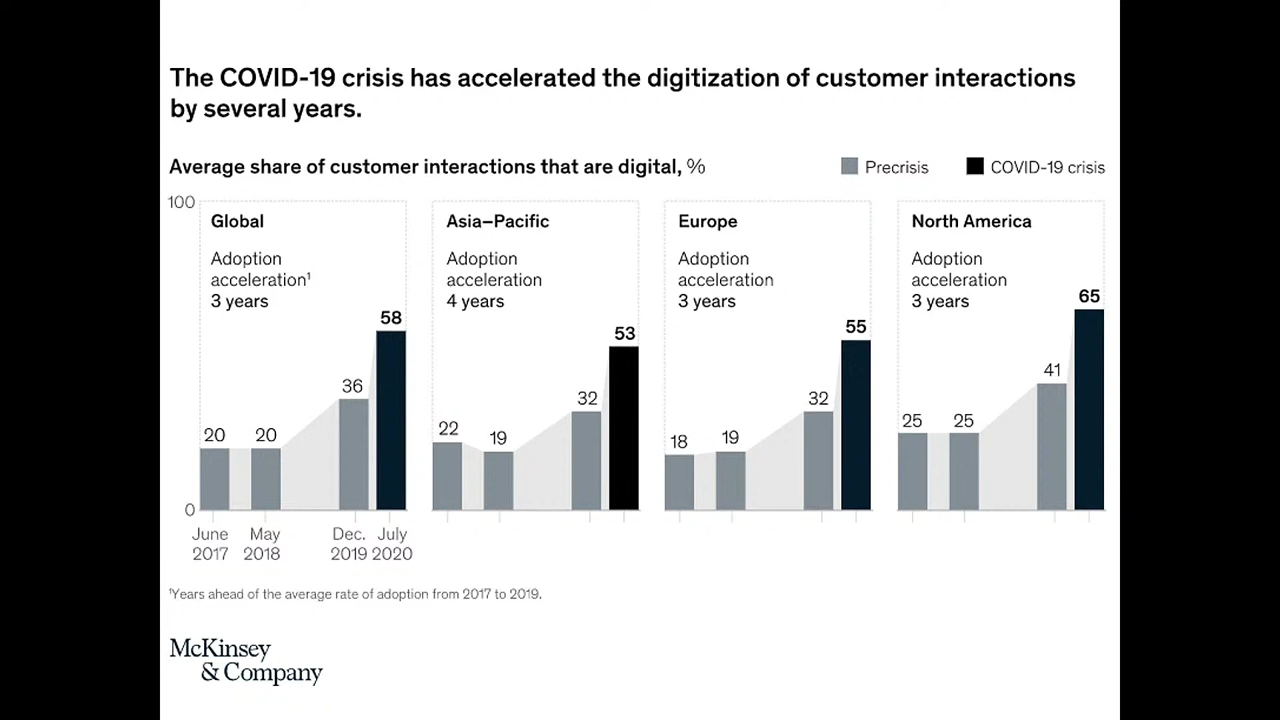 The COVID-19 crisis has accelerated the digitization of customer interactions
by several years.
Average share of customer interactions that are digital, %
Precrisis
COVID-19 crisis
100
0
Global
Adoption
acceleration¹
3 years
20
20
36
58
June
2017
May
2018
Dec.
2019
July
2020
Asia–Pacific
Adoption
acceleration
4 years
22
19
32
53
Europe
Adoption
acceleration
3 years
18
19
32
55
North America
Adoption
acceleration
3 years
25
25
41
65
¹Years ahead of the average rate of adoption from 2017 to 2019.
McKinsey
& Company